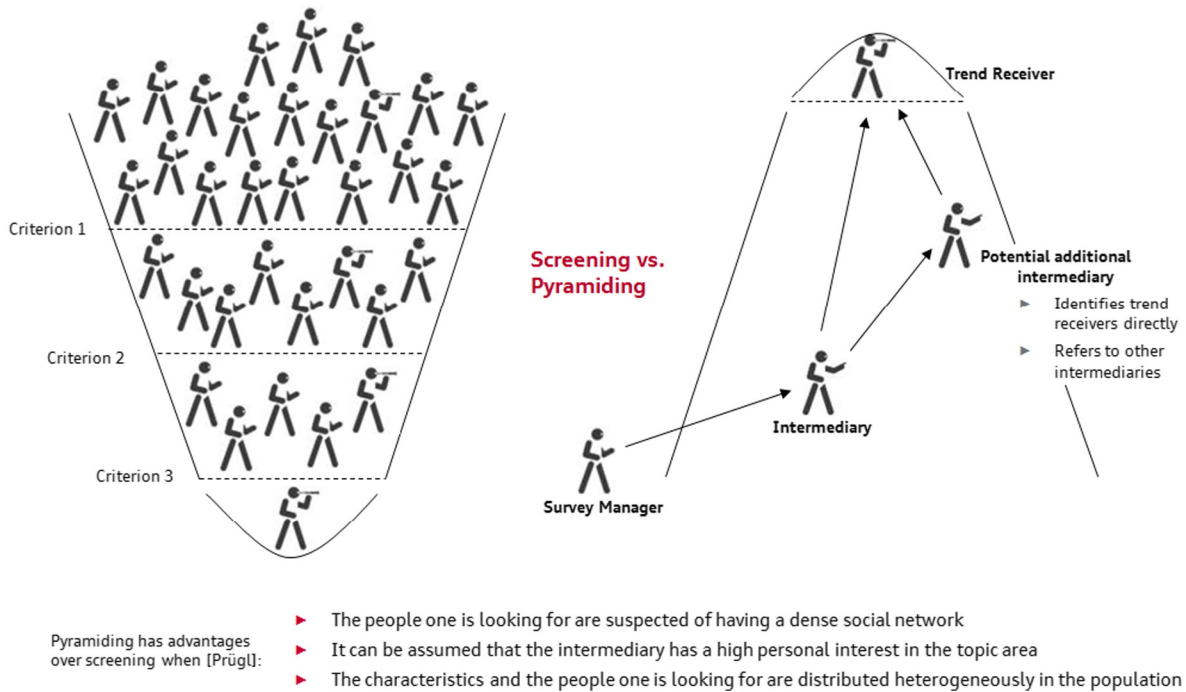 Trend Receiver
Criterion 1
Screening vs.
Pyramiding
Potential additional
intermediary
► Identifies trend
receivers directly
► Refers to other
intermediaries
Criterion 2
Intermediary
Criterion 3
Survey Manager
Pyramiding has advantages
over screening when [Prügl]:
► The people one is looking for are suspected of having a dense social network
► It can be assumed that the intermediary has a high personal interest in the topic area
► The characteristics and the people one is looking for are distributed heterogeneously in the population